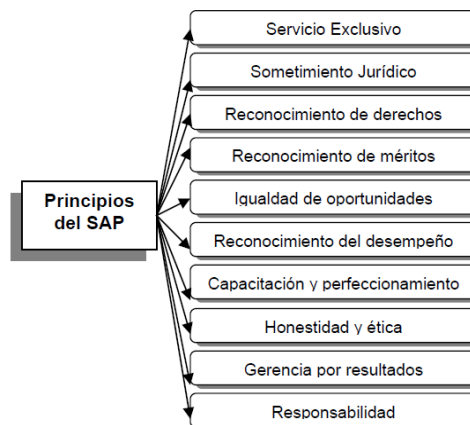 Servicio Exclusivo
Sometimiento Jurídico
Reconocimiento de derechos
Reconocimiento de méritos
Principios
del SAP
Igualdad de oportunidades
Reconocimiento del desempeño
Capacitación y perfeccionamiento
Honestidad y ética
Gerencia por resultados
Responsabilidad